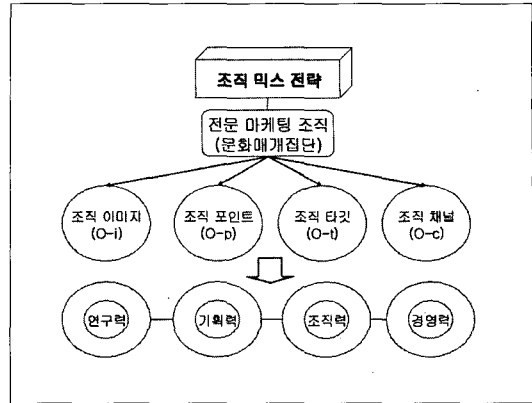 조직 믹스 전략
전문 마케팅 조직
(문화매개집단)
조직 이미지
(O-i)
조직 포인트
(O-p)
조직 타깃
(O-t)
조직 채널
(O-c)
연구력
기획력
조직력
경영력